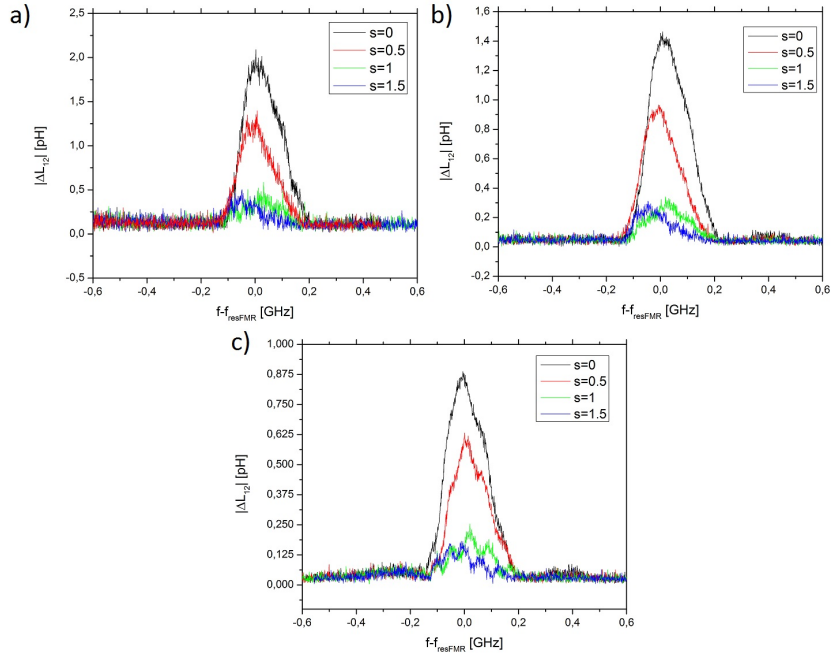 a)
2,5
2,0
1,5
1,0
0,5
0,0
-0,5
|ΔL12| [pH]
s=0
s=0.5
s=1
s=1.5
-0,6 -0,4 -0,2 0,0 0,2 0,4 0,6
f-fresFMR [GHz]
b)
1,6
1,4
1,2
1,0
0,8
0,6
0,4
0,2
0,0
-0,2
|ΔL12| [pH]
s=0
s=0.5
s=1
s=1.5
-0,6 -0,4 -0,2 0,0 0,2 0,4 0,6
f-fresFMR [GHz]
c)
1,000
0,875
0,750
0,625
0,500
0,375
0,250
0,125
0,000
|ΔL12| [pH]
s=0
s=0.5
s=1
s=1.5
-0,6 -0,4 -0,2 0,0 0,2 0,4 0,6
f-fresFMR [GHz]